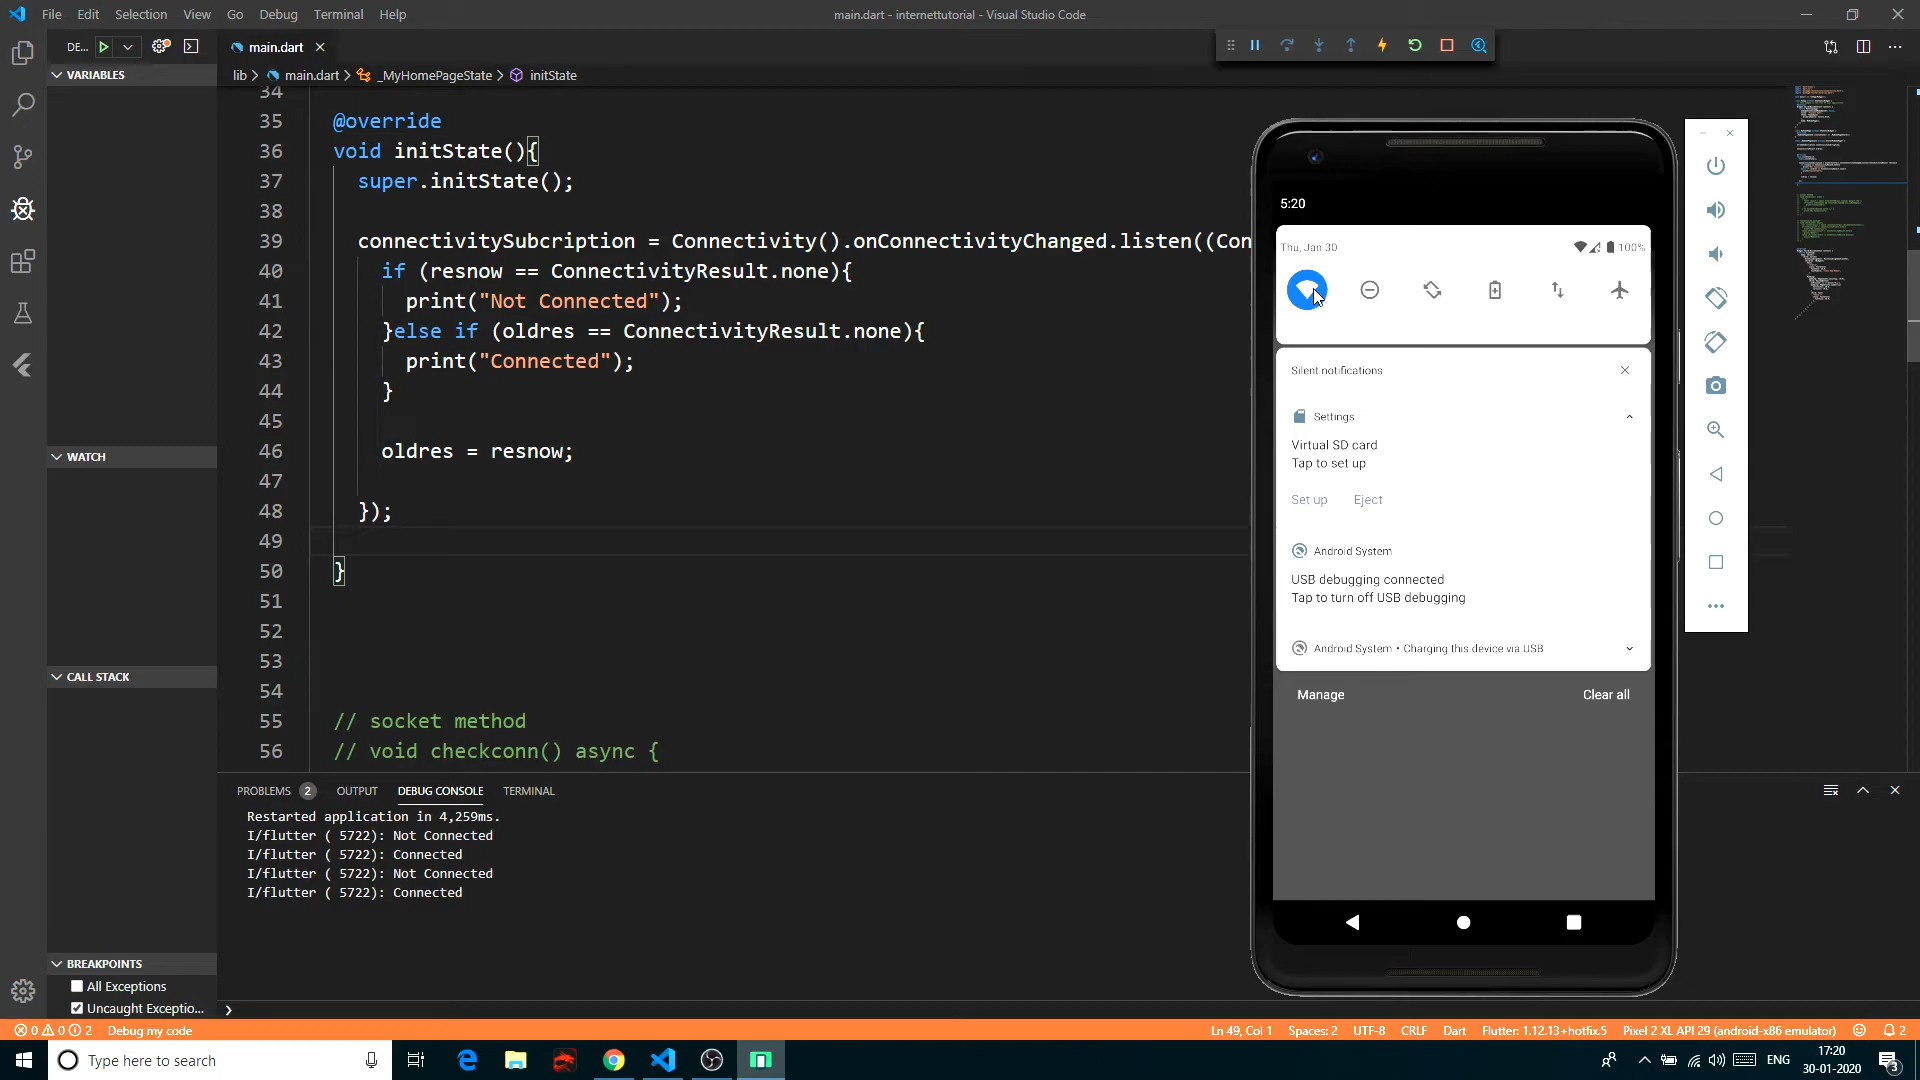 File Edit Selection View Go Debug Terminal Help
main.dart - internettutorial - Visual Studio Code
DE...
main.dart
VARIABLES
lib > main.dart > _MyHomePageState > initState
34
35 @override
36 void initState(){
37 super.initState();
38
39 connectivitySubcription = Connectivity().onConnectivityChanged.listen((Con
40 if (resnow == ConnectivityResult.none){
41 print("Not Connected");
42 }else if (oldres == ConnectivityResult.none){
43 print("Connected");
44 }
45
46 oldres = resnow;
47
48 });
49
50 }
51
52
53
54
55 // socket method
56 // void checkconn() async {
WATCH
CALL STACK
BREAKPOINTS
All Exceptions
Uncaught Exceptio...
5:20
Thu, Jan 30
100%
Silent notifications
Settings
Virtual SD card
Tap to set up
Set up Eject
Android System
USB debugging connected
Tap to turn off USB debugging
Android System • Charging this device via USB
Manage Clear all
PROBLEMS 2 OUTPUT DEBUG CONSOLE TERMINAL
Restarted application in 4,259ms.
I/flutter ( 5722): Not Connected
I/flutter ( 5722): Connected
I/flutter ( 5722): Not Connected
I/flutter ( 5722): Connected
0 0 2 Debug my code
Ln 49, Col 1 Spaces: 2 UTF-8 CRLF Dart Flutter: 1.12.13+hotfix.5 Pixel 2 XL API 29 (android-x86 emulator) 2
Type here to search
ENG
17:20
30-01-2020
3